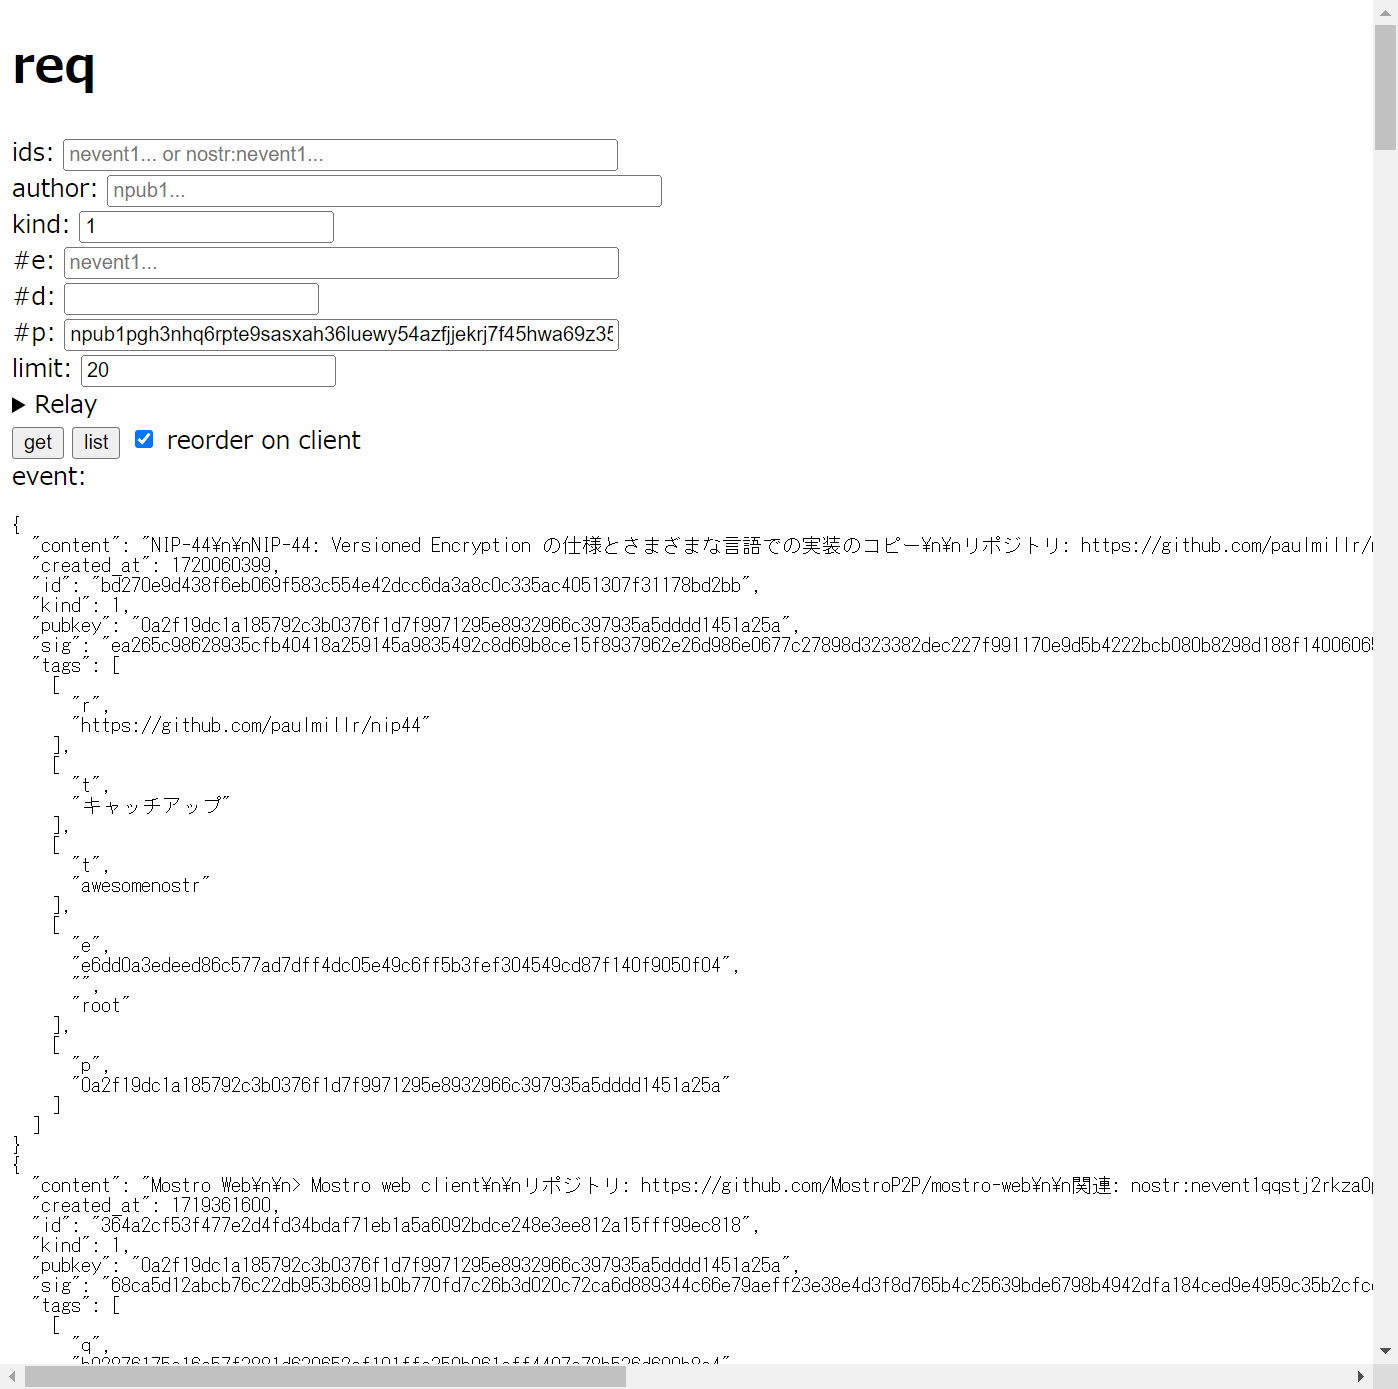 req
ids: nevent1... or nostr:nevent1...
author: npub1...
kind: 1
#e: nevent1...
#d:
#p: npub1pgh3nhq6rpte9sasxah36luewy54azfjjekrj7f45hwa69z35
limit: 20
▶ Relay
get list reorder on client
event:
{
"content": "NIP-44¥n¥nNIP-44: Versioned Encryption の仕様とさまざまな言語での実装のコピー¥n¥nリポジトリ: https://github.com/paulmillr/
"created_at": 1720060399,
"id": "bd270e9d438f6eb069f583c554e42dcc6da3a8c0c335ac4051307f31178bd2bb",
"kind": 1,
"pubkey": "0a2f19dc1a185792c3b0376f1d7f9971295e8932966c397935a5dddd1451a25a",
"sig": "ea265c98628935cfb40418a259145a9835492c8d69b8ce15f8937962e26d986e0677c27898d323382dec227f991170e9d5b4222bcb080b8298d188f1400606
"tags": [
[
"r",
"https://github.com/paulmillr/nip44"
],
[
"t",
"キャッチアップ"
],
[
"t",
"awesomenostr"
],
[
"e",
"e6dd0a3edeed86c577ad7dff4dc05e49c6ff5b3fef304549cd87f140f9050f04",
"",
"root"
],
[
"p",
"0a2f19dc1a185792c3b0376f1d7f9971295e8932966c397935a5dddd1451a25a"
]
]
}
{
"content": "Mostro Web¥n¥n> Mostro web client¥n¥nリポジトリ: https://github.com/MostroP2P/mostro-web¥n¥n関連: nostr:nevent1qqstj2rkza0
"created_at": 1719361600,
"id": "364a2cf53f477e2d4fd34bdaf71eb1a5a6092bdce248e3ee812a15fff99ec818",
"kind": 1,
"pubkey": "0a2f19dc1a185792c3b0376f1d7f9971295e8932966c397935a5dddd1451a25a",
"sig": "68ca5d12abcb76c22db953b6891b0b770fd7c26b3d020c72ca6d889344c66e79aeff23e38e4d3f8d765b4c25639bde6798b4942dfa184ced9e4959c35b2cfc
"tags": [
[
"q",